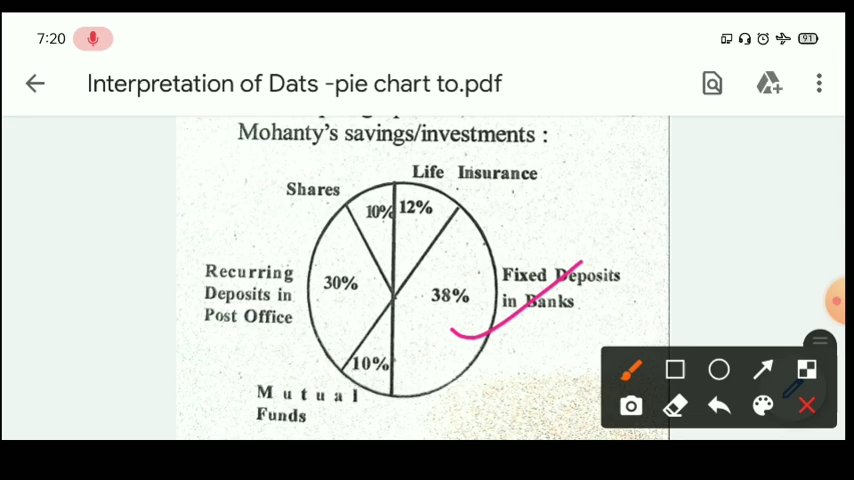 7:20
91
Interpretation of Dats -pie chart to.pdf
Mohanty's savings/investments :
Life Insurance
Shares
10%
12%
Recurring
Deposits in
Post Office
30%
38%
Fixed Deposits
in Banks
10%
Mutual
Funds